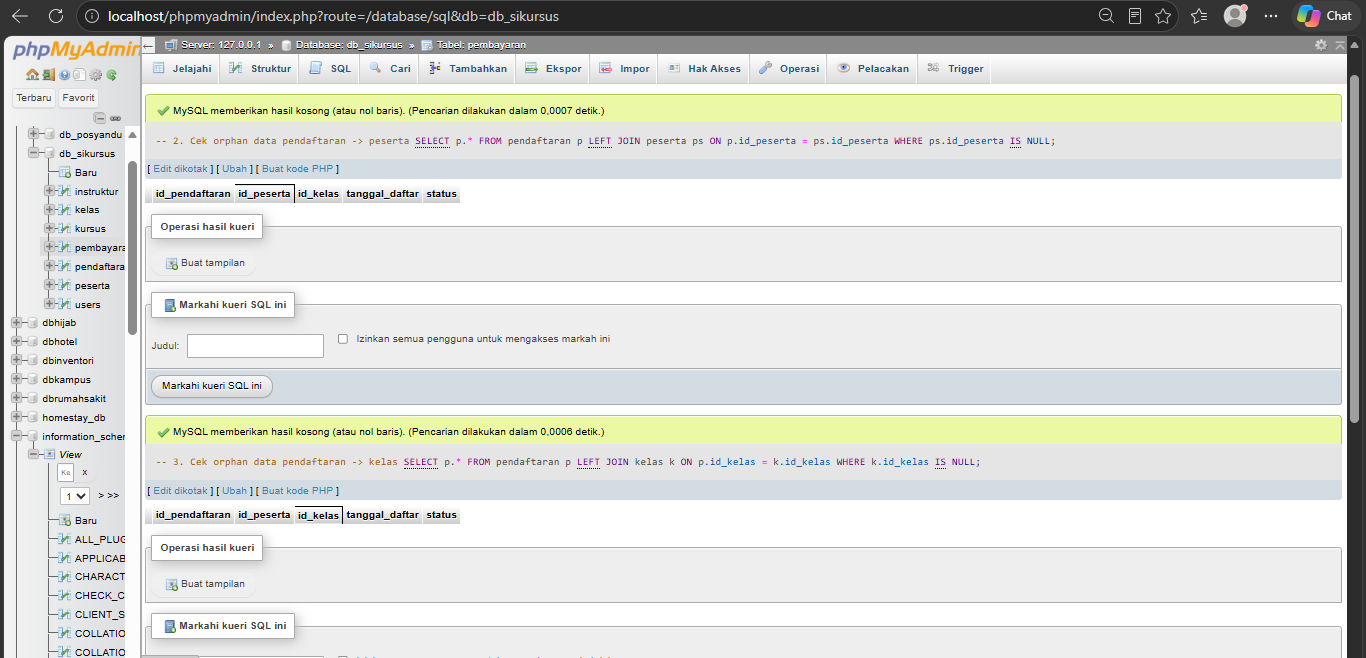 localhost/phpmyadmin/index.php?route=/database/sql&db=db_sikursus
Chat
phpMyAdmin
Terbaru Favorit
db_posyandu
db_sikursus
Baru
instruktur
kelas
kursus
pembayara
pendaftara
peserta
users
dbhijab
dbhotel
dbinventori
dbkampus
dbrumahsakit
homestay_db
information_scher
View
Ke x
1 > >>
Baru
ALL_PLUG
APPLICAB
CHARACT
CHECK_C
CLIENT_S
COLLATIO
COLLATIO
Server: 127.0.0.1 » Database: db_sikursus » Tabel: pembayaran
Jelajahi Struktur SQL Cari Tambahkan Ekspor Impor Hak Akses Operasi Pelacakan Trigger
MySQL memberikan hasil kosong (atau nol baris). (Pencarian dilakukan dalam 0,0007 detik.)
-- 2. Cek orphan data pendaftaran -> peserta SELECT p.* FROM pendaftaran p LEFT JOIN peserta ps ON p.id_peserta = ps.id_peserta WHERE ps.id_peserta IS NULL;
[ Edit dikotak ] [ Ubah ] [ Buat kode PHP ]
id_pendaftaran id_peserta id_kelas tanggal_daftar status
Operasi hasil kueri
Buat tampilan
Markahi kueri SQL ini
Judul: Izinkan semua pengguna untuk mengakses markah ini
Markahi kueri SQL ini
MySQL memberikan hasil kosong (atau nol baris). (Pencarian dilakukan dalam 0,0006 detik.)
-- 3. Cek orphan data pendaftaran -> kelas SELECT p.* FROM pendaftaran p LEFT JOIN kelas k ON p.id_kelas = k.id_kelas WHERE k.id_kelas IS NULL;
[ Edit dikotak ] [ Ubah ] [ Buat kode PHP ]
id_pendaftaran id_peserta id_kelas tanggal_daftar status
Operasi hasil kueri
Buat tampilan
Markahi kueri SQL ini